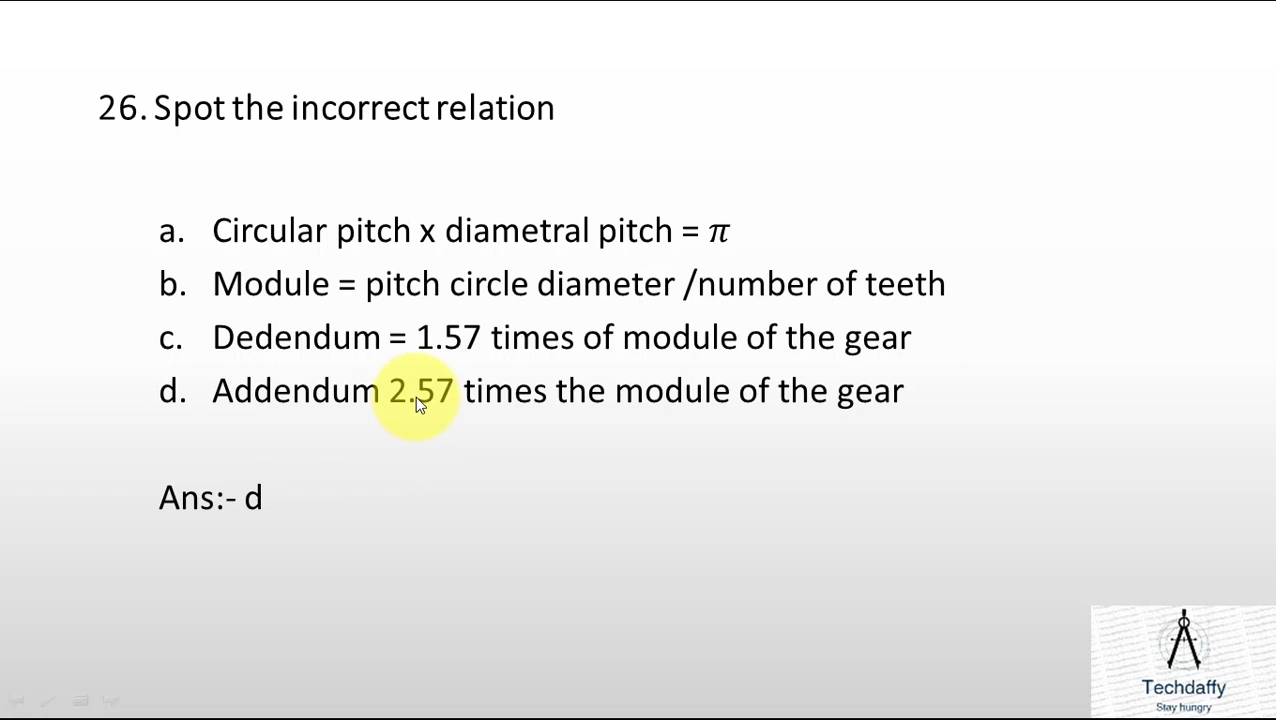 26. Spot the incorrect relation
a. Circular pitch x diametral pitch = π
b. Module = pitch circle diameter /number of teeth
c. Dedendum = 1.57 times of module of the gear
d. Addendum 2.57 times the module of the gear
Ans:- d
Techdaffy
Stay hungry